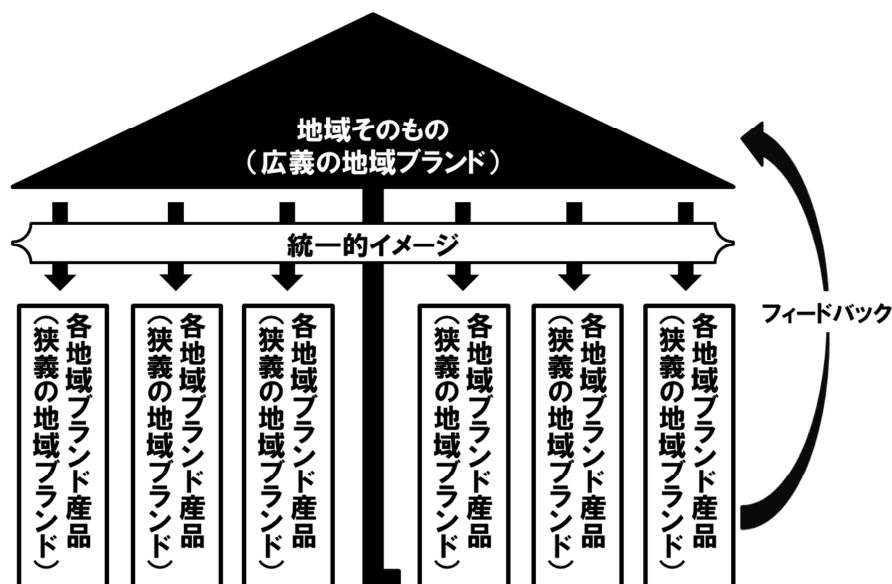 地域そのもの
（広義の地域ブランド）
統一的イメージ
各地域ブランド産品
（狭義の地域ブランド）
各地域ブランド産品
（狭義の地域ブランド）
各地域ブランド産品
（狭義の地域ブランド）
各地域ブランド産品
（狭義の地域ブランド）
各地域ブランド産品
（狭義の地域ブランド）
各地域ブランド産品
（狭義の地域ブランド）
フィードバック